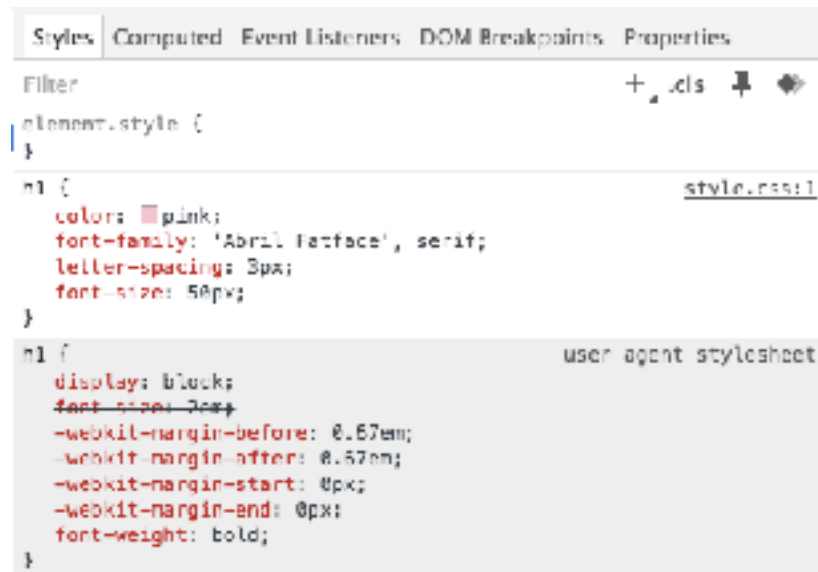 Styles Computed Event Listeners DOM Breakpoints Properties
Filter + .cls
element.style {
}
h1 { style.css:1
color: pink;
font-family: 'Abril Fatface', serif;
letter-spacing: 3px;
font-size: 50px;
}
h1 { user agent stylesheet
display: block;
font-size: 2em;
-webkit-margin-before: 0.67em;
-webkit-margin-after: 0.67em;
-webkit-margin-start: 0px;
-webkit-margin-end: 0px;
font-weight: bold;
}